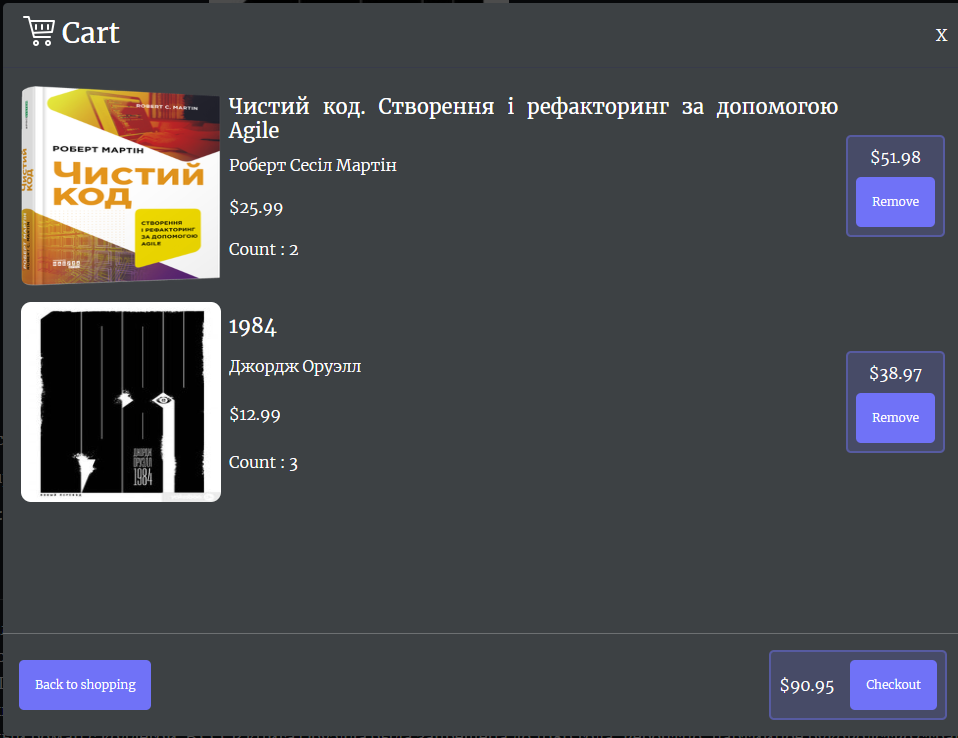 Cart
X
ROBERT C. MARTIN
РОБЕРТ МАРТІН
Чистий
код
СТВОРЕННЯ
І РЕФАКТОРИНГ
ЗА ДОПОМОГОЮ
AGILE
Чистий код. Створення і рефакторинг за допомогою
Agile
Роберт Сесіл Мартін
$25.99
Count : 2
$51.98
Remove
ДЖОРДЖ
ОРУЭЛЛ
1984
1984
Джордж Оруэлл
$12.99
Count : 3
$38.97
Remove
Back to shopping
$90.95
Checkout